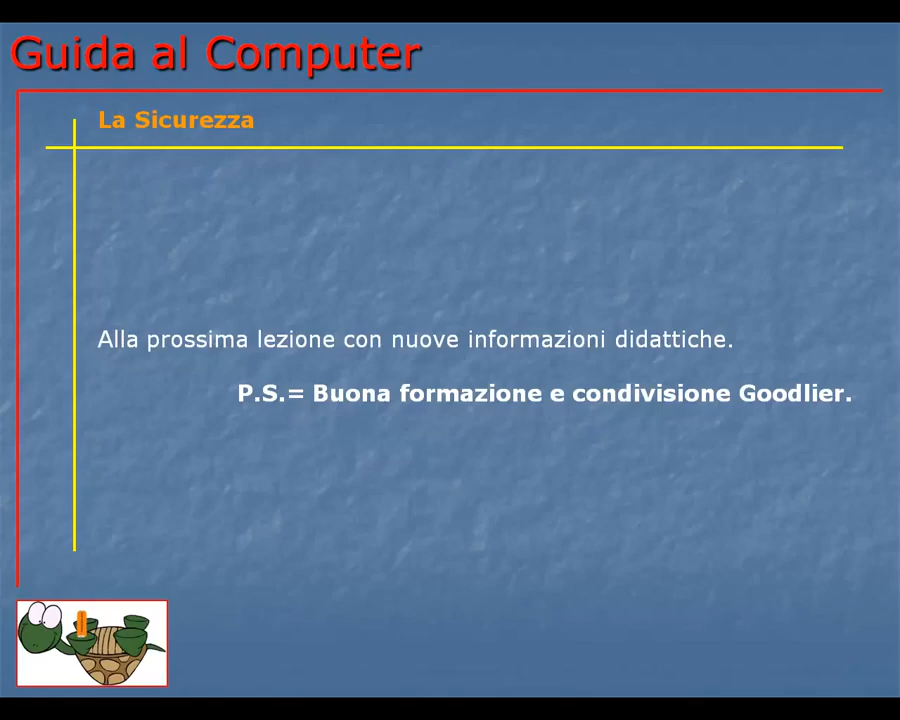 Guida al Computer
La Sicurezza
Alla prossima lezione con nuove informazioni didattiche.
P.S.= Buona formazione e condivisione Goodlier.